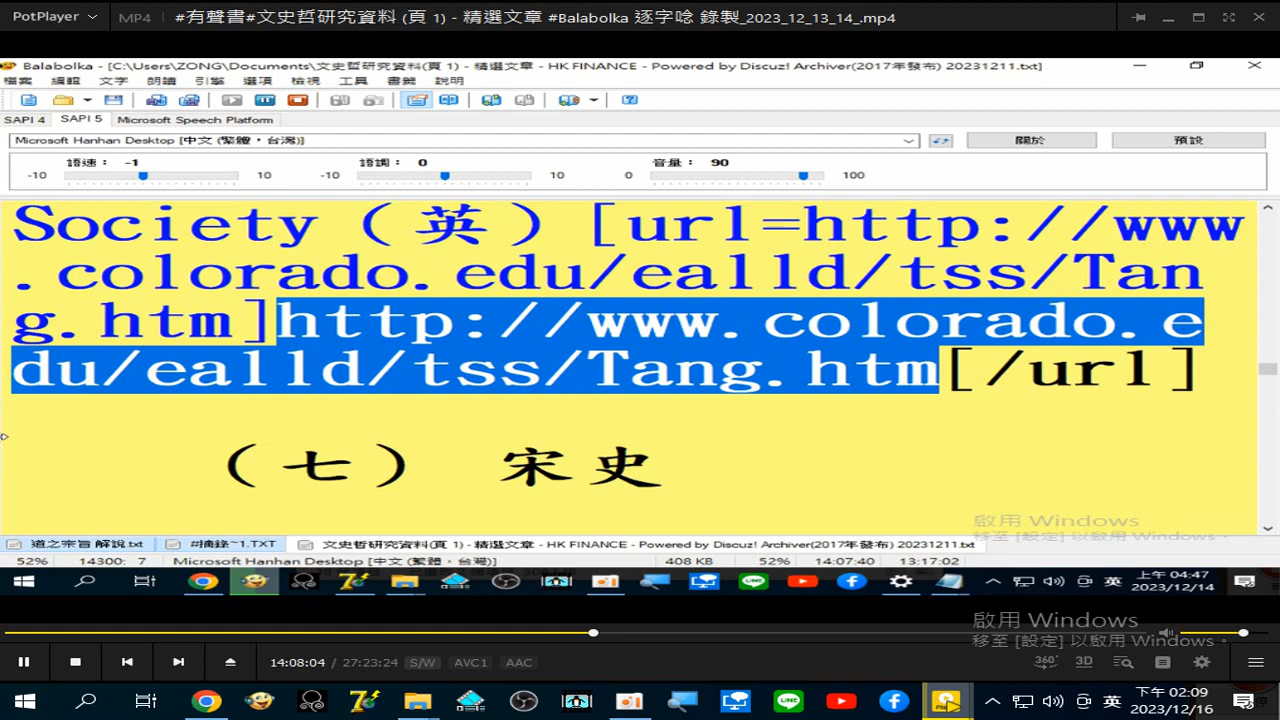 PotPlayer MP4 #有聲書#文史哲研究資料 (頁 1) - 精選文章 #Balabolka 逐字唸 錄製_2023_12_13_14_.mp4
Balabolka - [C:\Users\ZONG\Documents\文史哲研究資料(頁 1) - 精選文章 - HK FINANCE - Powered by Discuz! Archiver(2017年發布) 20231211.txt]
檔案 編輯 文字 朗讀 引擎 選項 檢視 工具 書籤 說明
SAPI 4 SAPI 5 Microsoft Speech Platform
Microsoft Hanhan Desktop [中文 (繁體，台灣)] 關於 預設
語速： -1 語調： 0 音量： 90
-10 10 -10 10 0 100
Society（英）[url=http://www
.colorado.edu/ealld/tss/Tan
g.htm]http://www.colorado.e
du/ealld/tss/Tang.htm[/url]
（七） 宋史
啟用 Windows
移至 [設定] 以啟用 Windows。
道之宗旨 解說.txt #摘錄~1.TXT 文史哲研究資料(頁 1) - 精選文章 - HK FINANCE - Powered by Discuz! Archiver(2017年發布) 20231211.txt
52% 14300: 7 Microsoft Hanhan Desktop [中文 (繁體，台灣)] 408 KB 52% 14:07:40 13:17:02
英 上午 04:47
2023/12/14
啟用 Windows
移至 [設定] 以啟用 Windows。
14:08:04 / 27:23:24 S/W AVC1 AAC 360° 3D
英 下午 02:09
2023/12/16